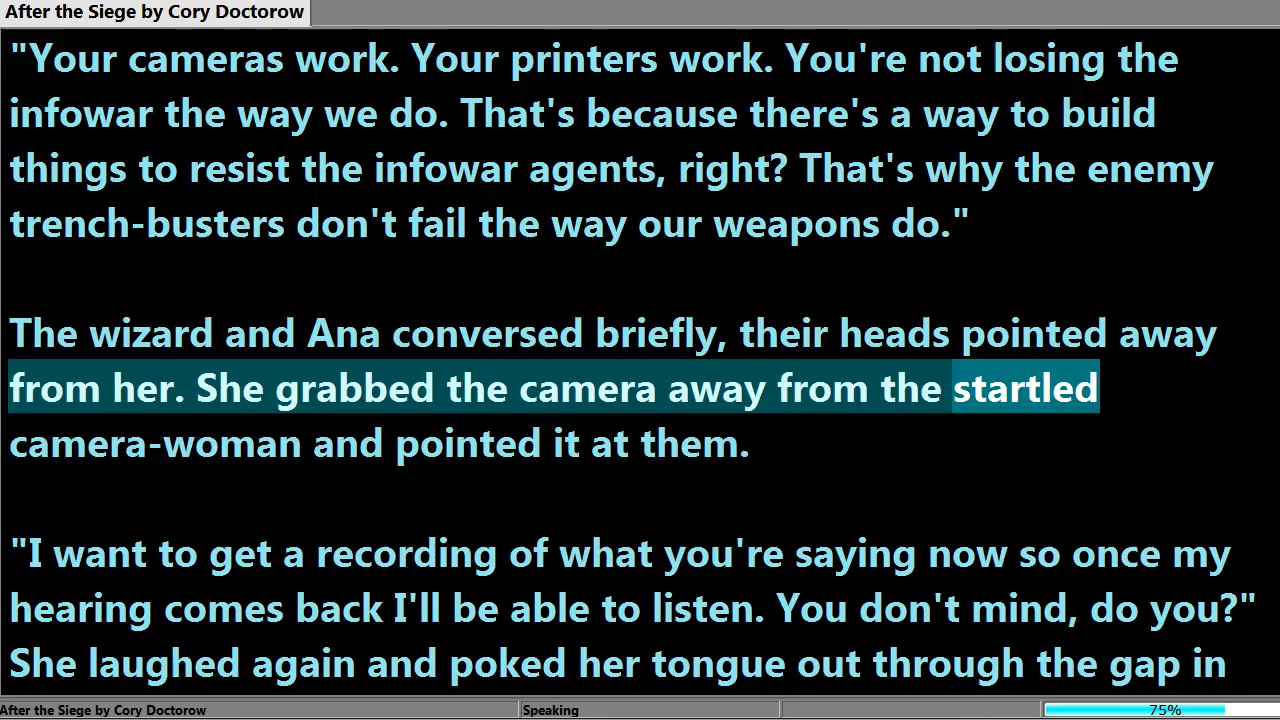 After the Siege by Cory Doctorow
"Your cameras work. Your printers work. You're not losing the
infowar the way we do. That's because there's a way to build
things to resist the infowar agents, right? That's why the enemy
trench-busters don't fail the way our weapons do."
The wizard and Ana conversed briefly, their heads pointed away
from her. She grabbed the camera away from the startled
camera-woman and pointed it at them.
"I want to get a recording of what you're saying now so once my
hearing comes back I'll be able to listen. You don't mind, do you?"
She laughed again and poked her tongue out through the gap in
After the Siege by Cory Doctorow
Speaking
75%